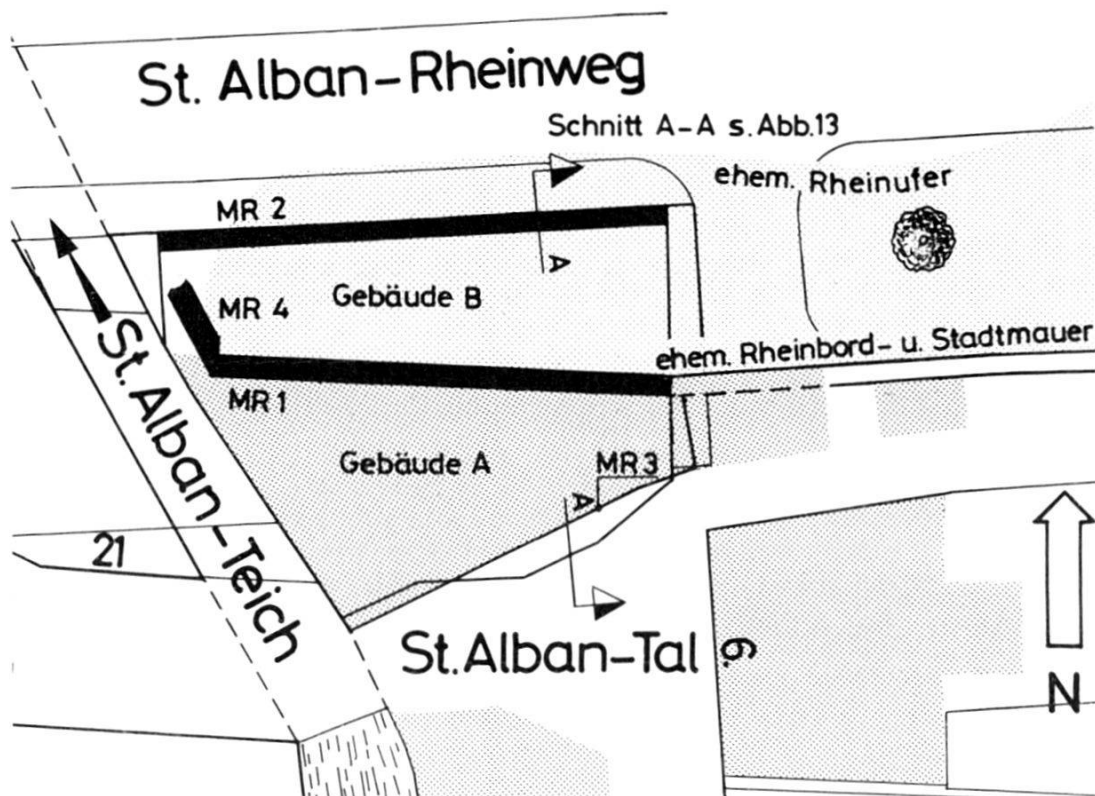 St. Alban-Rheinweg
Schnitt A-A s. Abb.13
ehem. Rheinufer
MR 2
A
MR 4
Gebäude B
ehem. Rheinbord- u. Stadtmauer
MR 1
Gebäude A
MR 3
A
St. Alban-Teich
21
St. Alban-Tal
6.
N